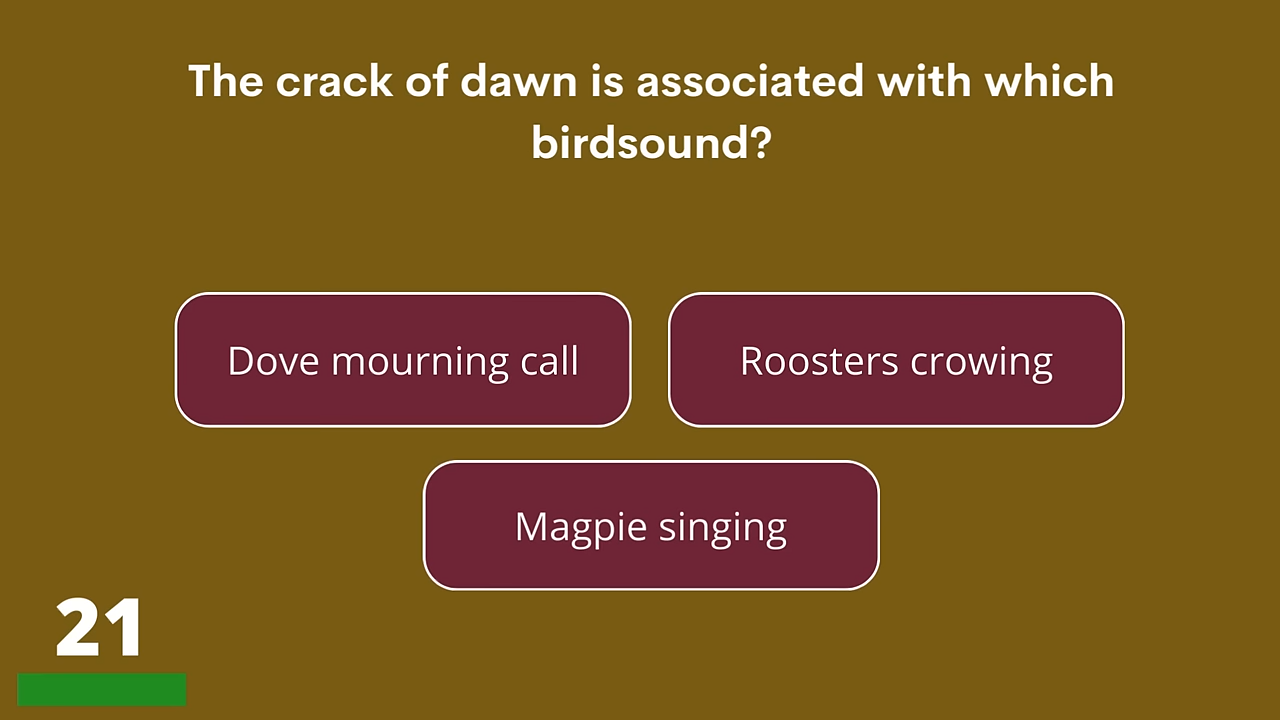 The crack of dawn is associated with which
birdsound?
Dove mourning call
Roosters crowing
Magpie singing
21